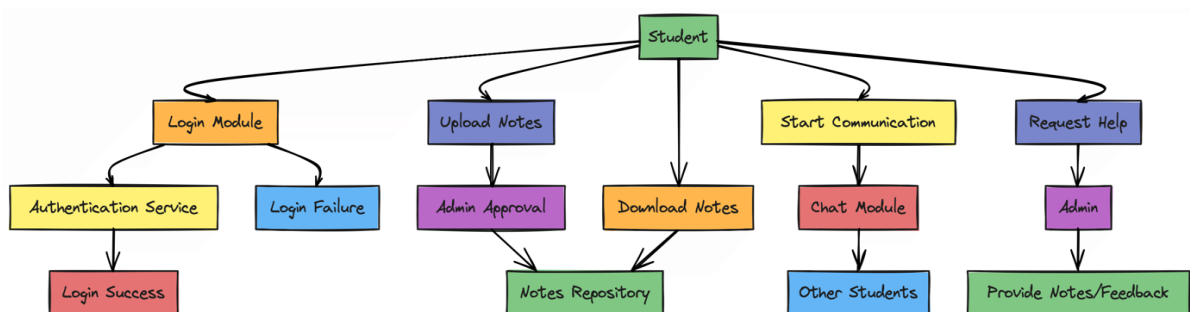 Student
Login Module
Upload Notes
Start Communication
Request Help
Authentication Service
Login Failure
Admin Approval
Download Notes
Chat Module
Admin
Login Success
Notes Repository
Other Students
Provide Notes/Feedback